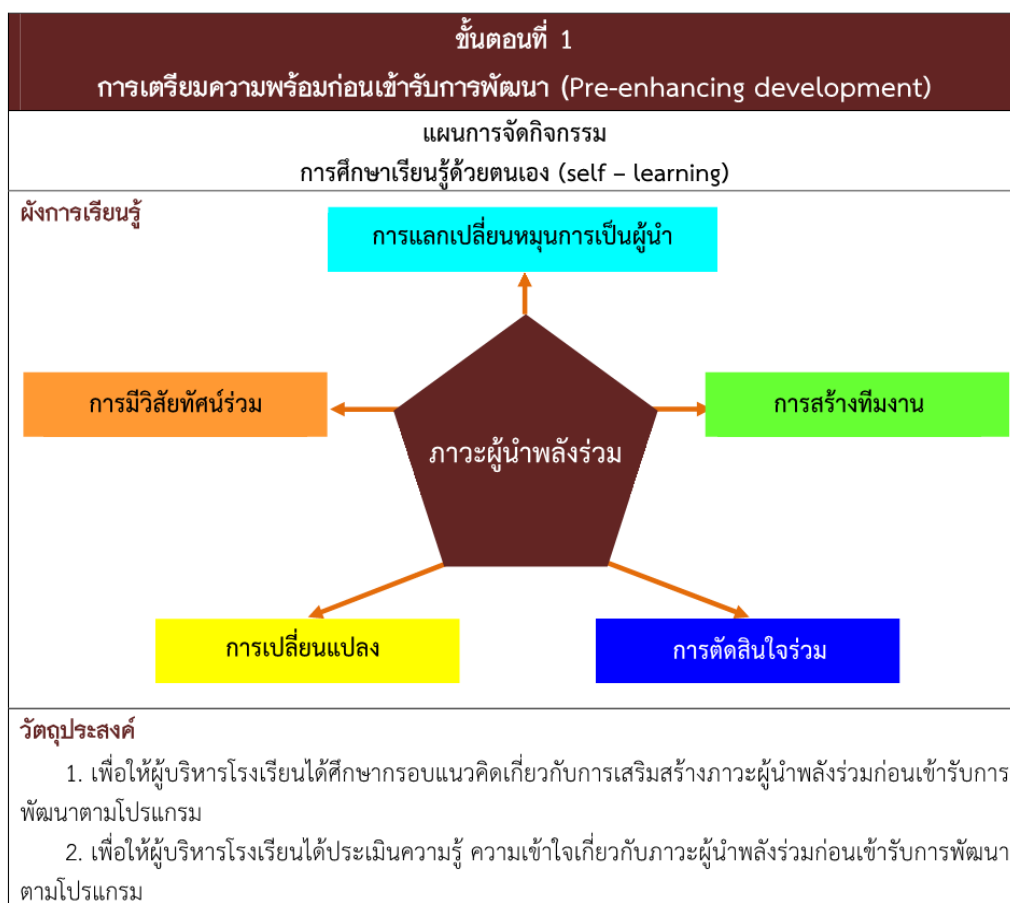 ขั้นตอนที่ 1
การเตรียมความพร้อมก่อนเข้ารับการพัฒนา (Pre-enhancing development)
แผนการจัดกิจกรรม
การศึกษาเรียนรู้ด้วยตนเอง (self – learning)
ผังการเรียนรู้
การแลกเปลี่ยนหมุนการเป็นผู้นำ
การมีวิสัยทัศน์ร่วม
การสร้างทีมงาน
ภาวะผู้นำพลังร่วม
การเปลี่ยนแปลง
การตัดสินใจร่วม
วัตถุประสงค์
1. เพื่อให้ผู้บริหารโรงเรียนได้ศึกษากรอบแนวคิดเกี่ยวกับการเสริมสร้างภาวะผู้นำพลังร่วมก่อนเข้ารับการ
พัฒนาตามโปรแกรม
2. เพื่อให้ผู้บริหารโรงเรียนได้ประเมินความรู้ ความเข้าใจเกี่ยวกับภาวะผู้นำพลังร่วมก่อนเข้ารับการพัฒนา
ตามโปรแกรม